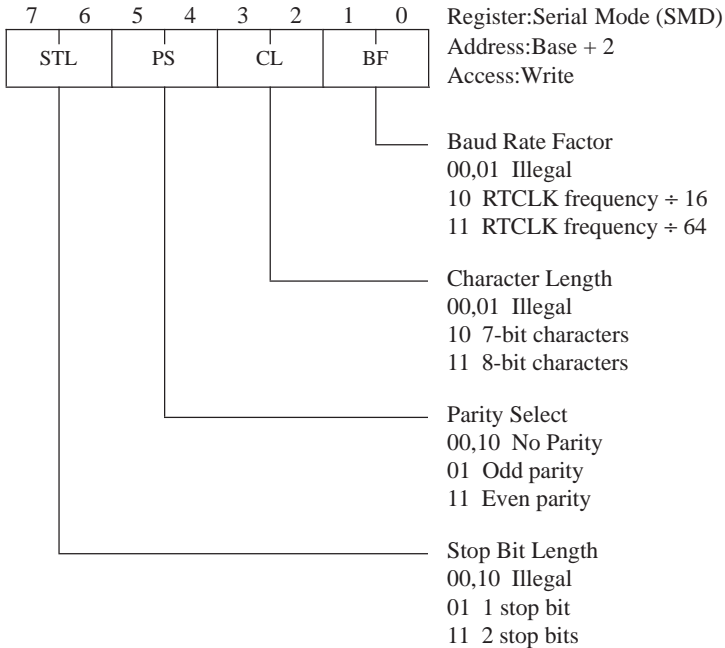 7 6 5 4 3 2 1 0
STL PS CL BF
Register:Serial Mode (SMD)
Address:Base + 2
Access:Write
Baud Rate Factor
00,01 Illegal
10 RTCLK frequency ÷ 16
11 RTCLK frequency ÷ 64
Character Length
00,01 Illegal
10 7-bit characters
11 8-bit characters
Parity Select
00,10 No Parity
01 Odd parity
11 Even parity
Stop Bit Length
00,10 Illegal
01 1 stop bit
11 2 stop bits